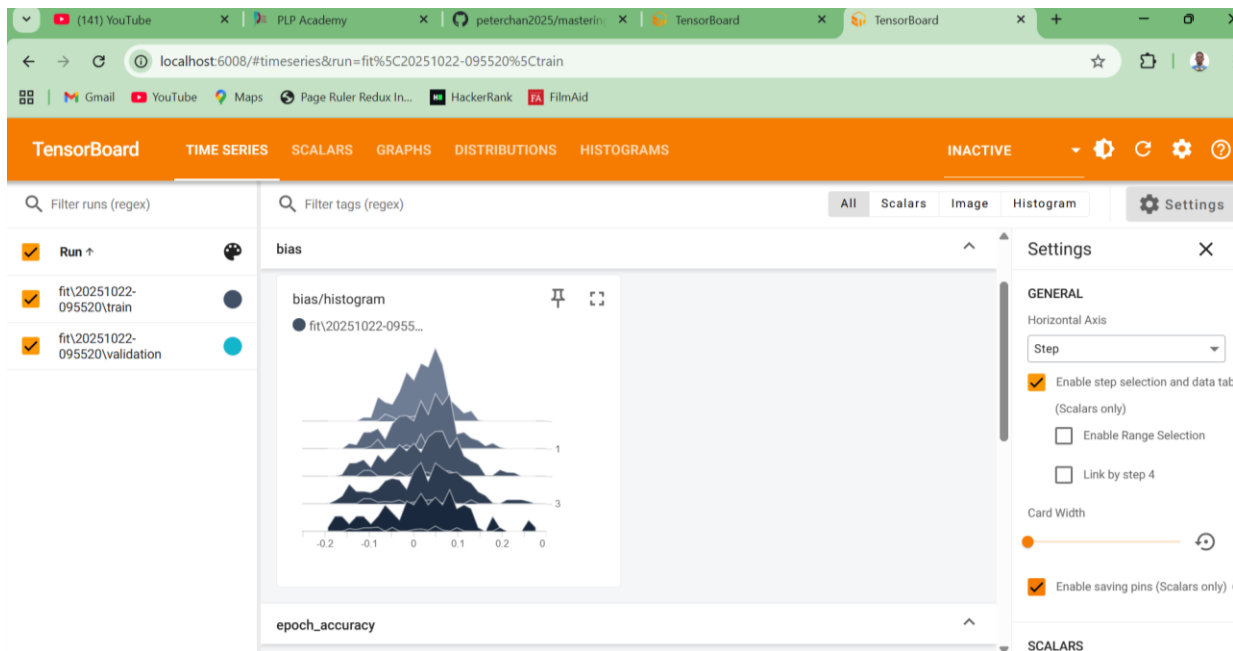 (141) YouTube
PLP Academy
peterchan2025/mastering
TensorBoard
TensorBoard
localhost:6008/#timeseries&run=fit%5C20251022-095520%5Ctrain
Gmail
YouTube
Maps
Page Ruler Redux In...
HackerRank
FilmAid
TensorBoard
TIME SERIES
SCALARS
GRAPHS
DISTRIBUTIONS
HISTOGRAMS
INACTIVE
Filter runs (regex)
Filter tags (regex)
All
Scalars
Image
Histogram
Settings
Run
fit\20251022-
095520\train
fit\20251022-
095520\validation
bias
bias/histogram
fit\20251022-0955...
1
3
-0.2 -0.1 0 0.1 0.2 0.
epoch_accuracy
Settings
GENERAL
Horizontal Axis
Step
Enable step selection and data tab
(Scalars only)
Enable Range Selection
Link by step 4
Card Width
Enable saving pins (Scalars only)
SCALARS